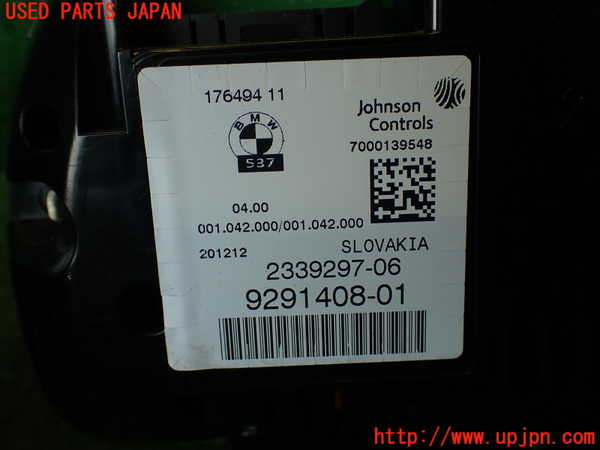 USED PARTS JAPAN
176494 11
BMW
537
Johnson
Controls
7000139548
04.00
001.042.000/001.042.000
201212
SLOVAKIA
2339297-06
9291408-01
http://www.upjpn.com/